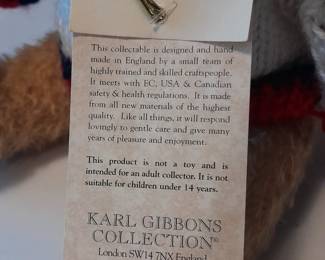 This collectable is designed and hand
made in England by a small team of
highly trained and skilled craftspeople.
It meets with EC, USA & Canadian
safety & health regulations. It is made
from all new materials of the highest
quality. Like all things, it will respond
lovingly to gentle care and give many
years of pleasure and enjoyment.
This product is not a toy and is
intended for an adult collector. It is not
suitable for children under 14 years.
KARL GIBBONS
COLLECTION®
London SW14 7NX England